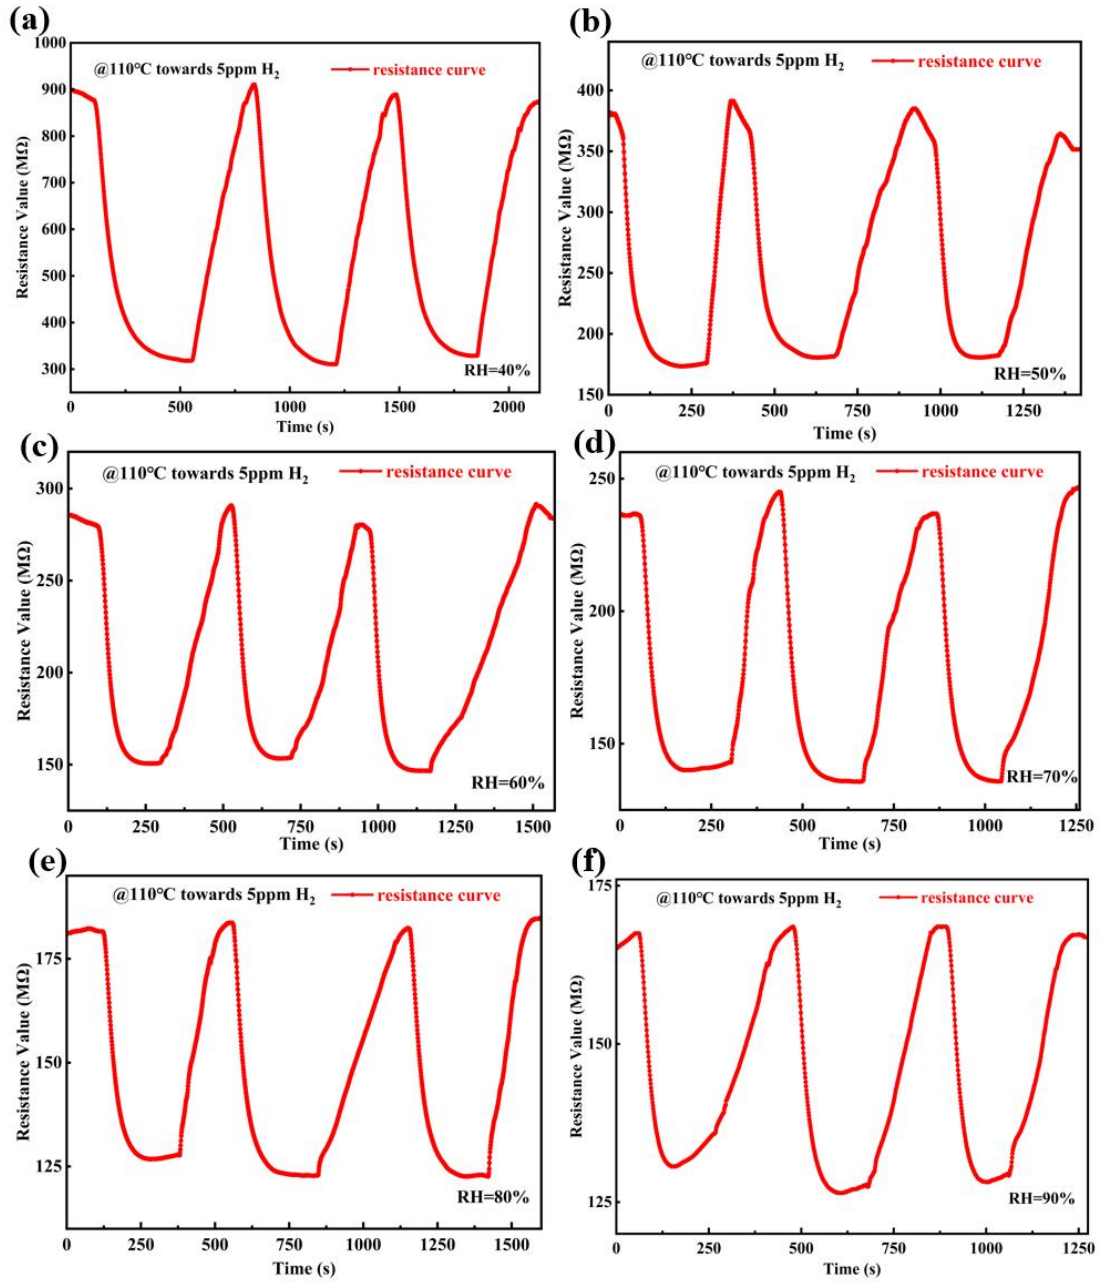 (a)
1000
900
800
700
600
500
400
300
Resistance Value (MΩ)
@110℃ towards 5ppm H₂
resistance curve
RH=40%
0 500 1000 1500 2000
Time (s)
(b)
400
350
300
250
200
150
Resistance Value (MΩ)
@110℃ towards 5ppm H₂
resistance curve
RH=50%
0 250 500 750 1000 1250
Time (s)
(c)
300
250
200
150
Resistance Value (MΩ)
@110℃ towards 5ppm H₂
resistance curve
RH=60%
0 250 500 750 1000 1250 1500
Time (s)
(d)
250
200
150
Resistance Value (MΩ)
@110℃ towards 5ppm H₂
resistance curve
RH=70%
0 250 500 750 1000 1250
Time (s)
(e)
175
150
125
Resistance Value (MΩ)
@110℃ towards 5ppm H₂
resistance curve
RH=80%
0 250 500 750 1000 1250 1500
Time (s)
(f)
175
150
125
Resistance Value (MΩ)
@110℃ towards 5ppm H₂
resistance curve
RH=90%
0 250 500 750 1000 1250
Time (s)